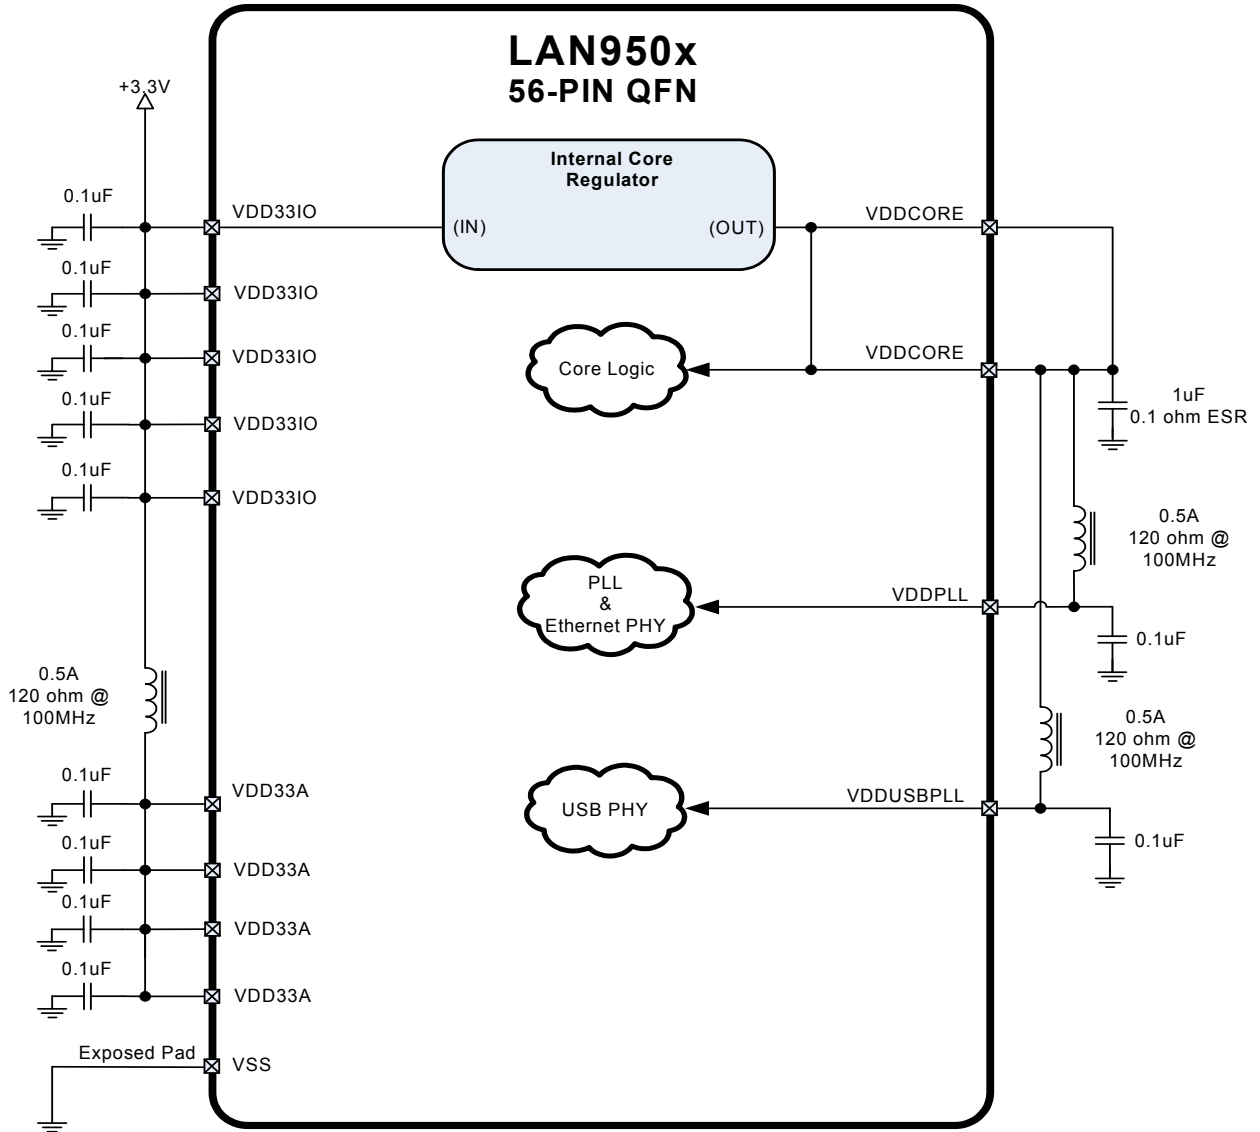 LAN950x
56-PIN QFN
+3.3V
Internal Core
Regulator
(IN)
(OUT)
0.1uF
VDD33IO
VDDCORE
0.1uF
VDD33IO
0.1uF
VDD33IO
Core Logic
VDDCORE
1uF
0.1 ohm ESR
0.1uF
VDD33IO
0.1uF
VDD33IO
0.5A
120 ohm @
100MHz
PLL
&
Ethernet PHY
VDDPLL
0.1uF
0.5A
120 ohm @
100MHz
0.5A
120 ohm @
100MHz
0.1uF
VDD33A
USB PHY
VDDUSBPLL
0.1uF
0.1uF
VDD33A
0.1uF
VDD33A
0.1uF
VDD33A
Exposed Pad
VSS